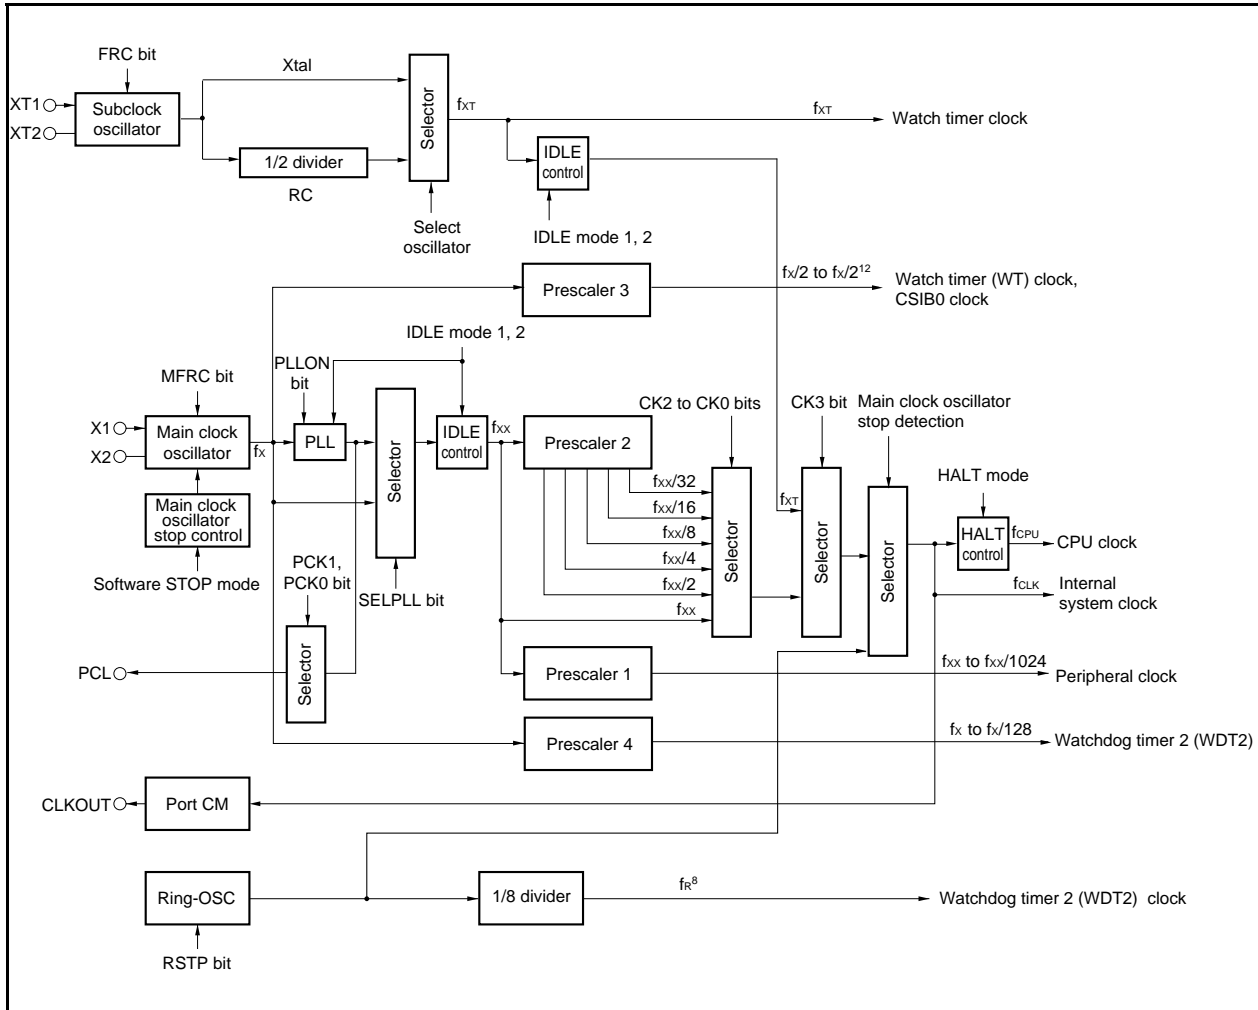 FRC bit
Xtal
XT1
XT2
Subclock
oscillator
1/2 divider
RC
Selector
fXT
fXT
Watch timer clock
IDLE
control
Select
oscillator
IDLE mode 1, 2
Prescaler 3
fX/2 to fX/2¹²
Watch timer (WT) clock,
CSIB0 clock
IDLE mode 1, 2
PLLON
bit
MFRC bit
X1
X2
Main clock
oscillator
fX
PLL
Selector
IDLE
control
fXX
Prescaler 2
CK2 to CK0 bits
CK3 bit
Main clock oscillator
stop detection
HALT mode
fXX/32
fXX/16
fXX/8
fXX/4
fXX/2
fXX
Selector
fXT
Selector
Selector
HALT
control
fCPU
CPU clock
fCLK
Internal
system clock
Main clock
oscillator
stop control
Software STOP mode
PCK1,
PCK0 bit
SELPLL bit
PCL
Selector
Prescaler 1
fXX to fXX/1024
Peripheral clock
Prescaler 4
fX to fX/128
Watchdog timer 2 (WDT2)
CLKOUT
Port CM
Ring-OSC
1/8 divider
fR⁸
Watchdog timer 2 (WDT2) clock
RSTP bit